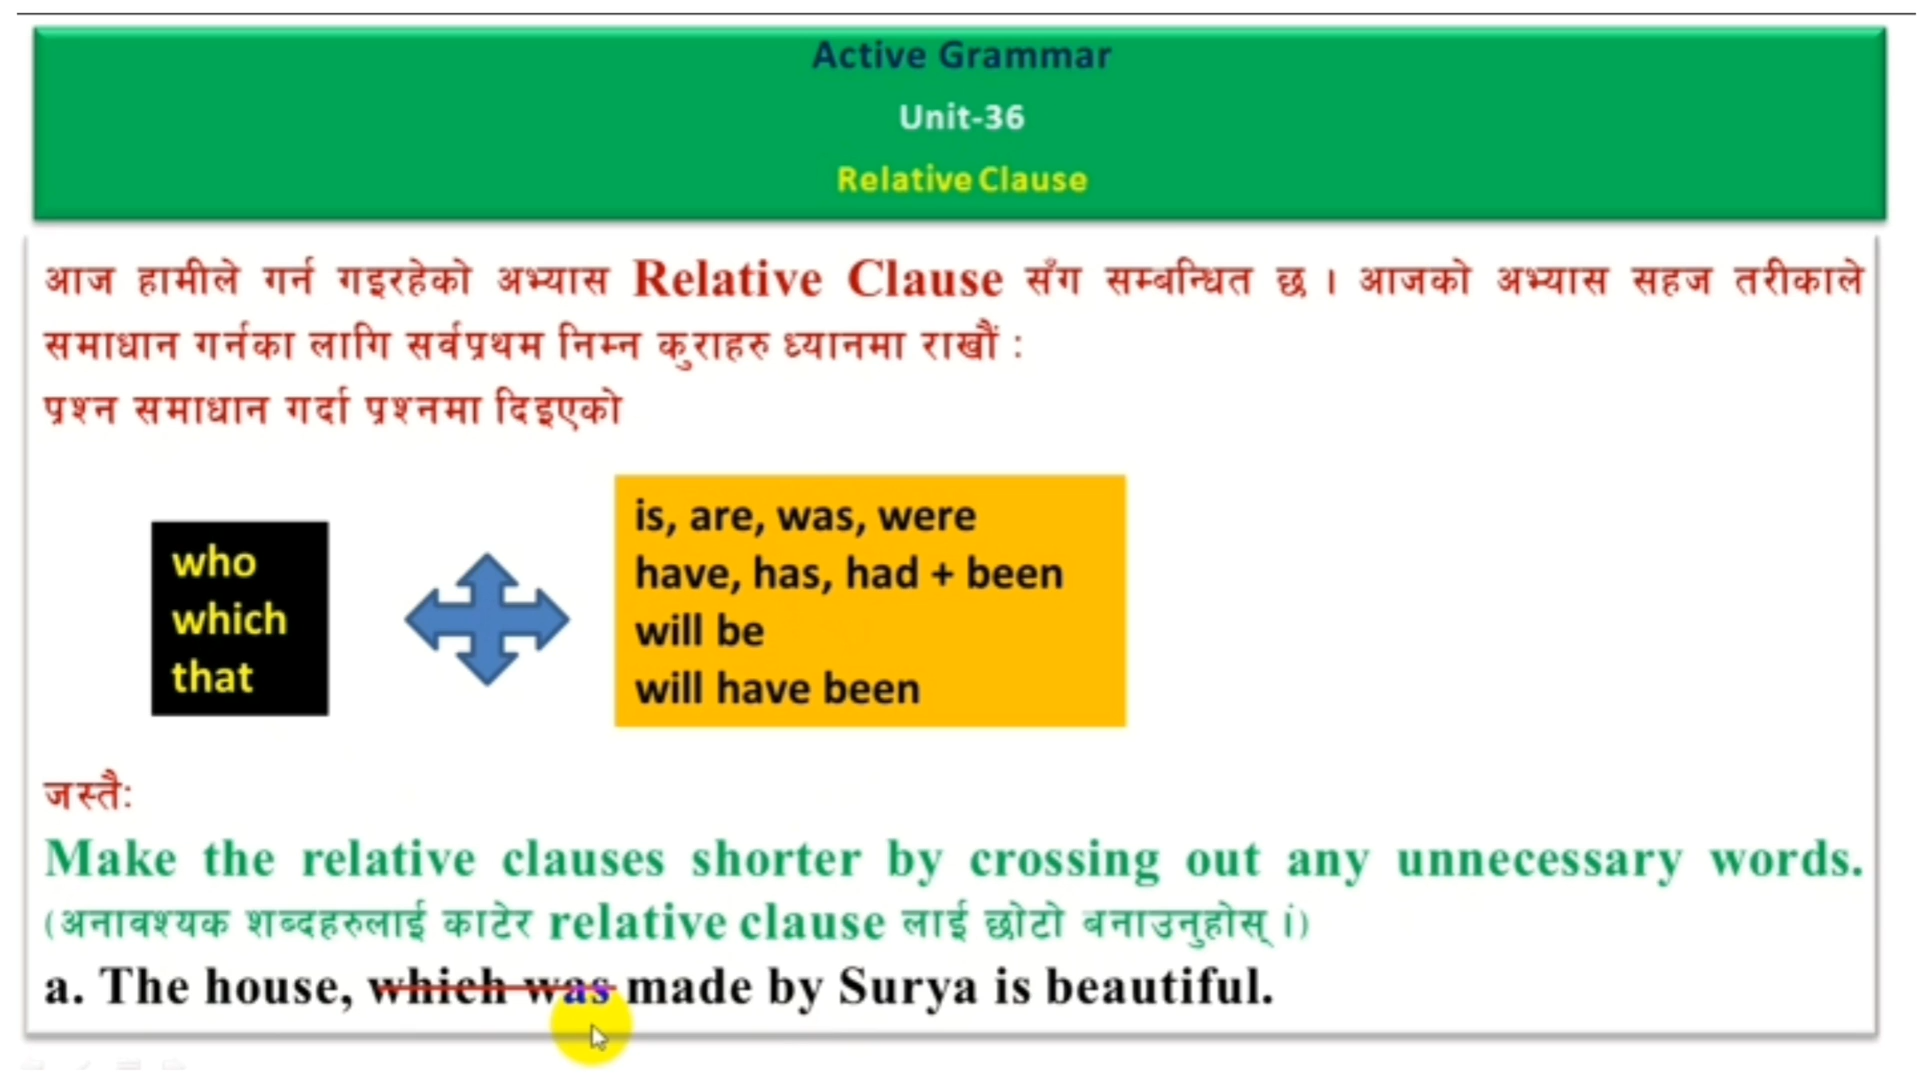 Active Grammar
Unit-36
Relative Clause
आज हामीले गर्न गइरहेको अभ्यास Relative Clause सँग सम्बन्धित छ । आजको अभ्यास सहज तरीकाले
समाधान गर्नका लागि सर्वप्रथम निम्न कुराहरु ध्यानमा राखौं :
प्रश्न समाधान गर्दा प्रश्नमा दिइएको
who
which
that
is, are, was, were
have, has, had + been
will be
will have been
जस्तै:
Make the relative clauses shorter by crossing out any unnecessary words.
(अनावश्यक शब्दहरुलाई काटेर relative clause लाई छोटो बनाउनुहोस् ।)
a. The house, which was made by Surya is beautiful.